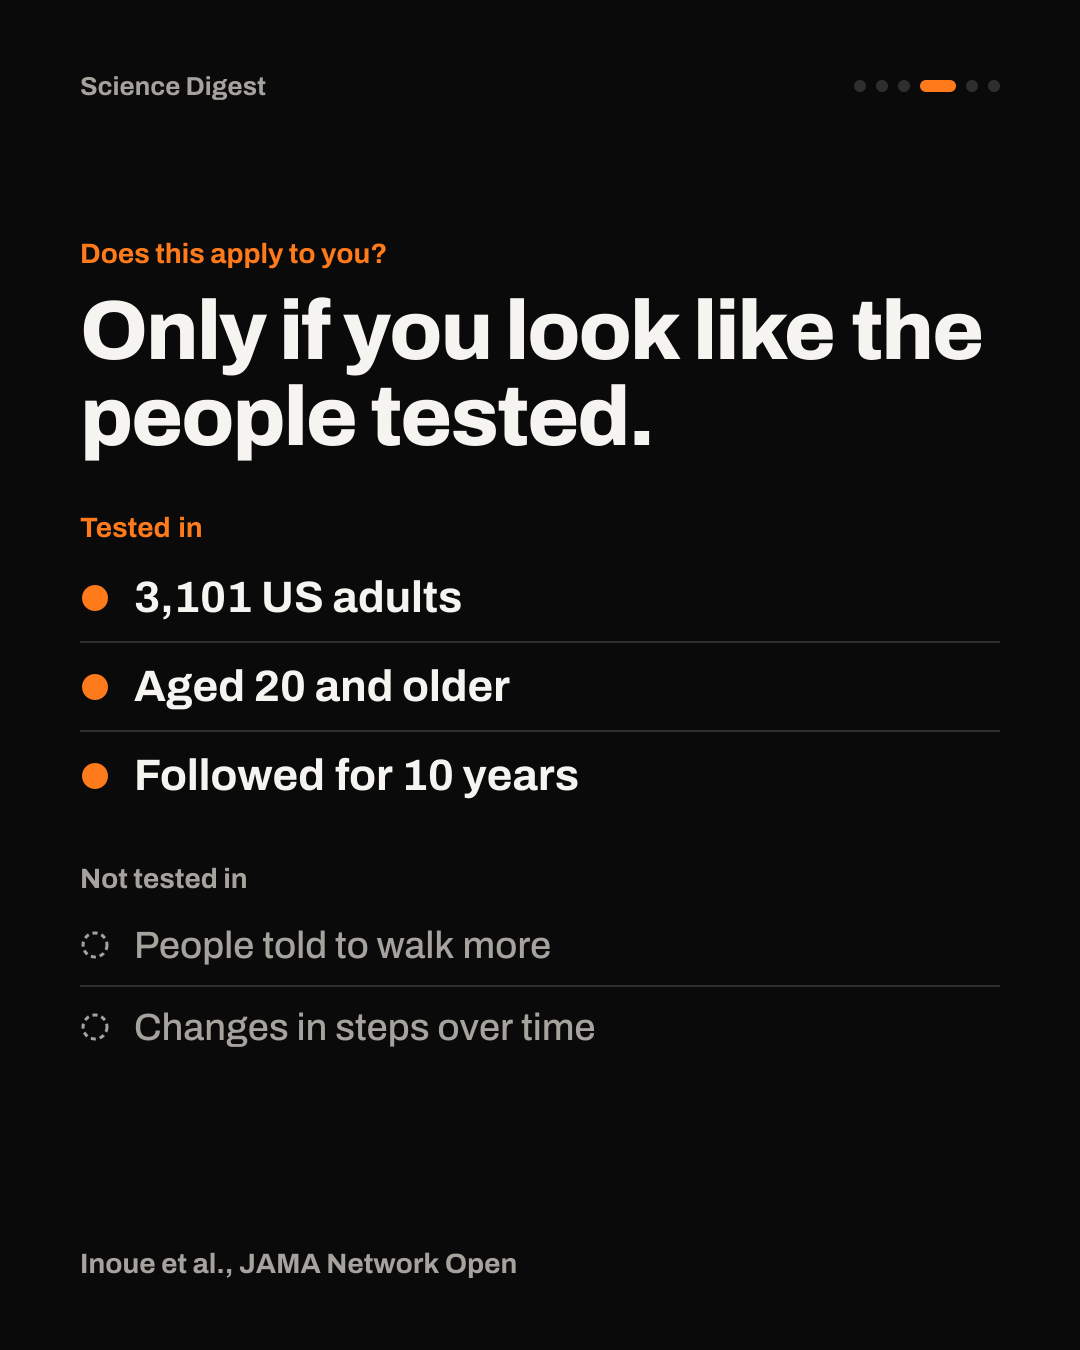 Science Digest
Does this apply to you?
Only if you look like the
people tested.
Tested in
3,101 US adults
Aged 20 and older
Followed for 10 years
Not tested in
People told to walk more
Changes in steps over time
Inoue et al., JAMA Network Open